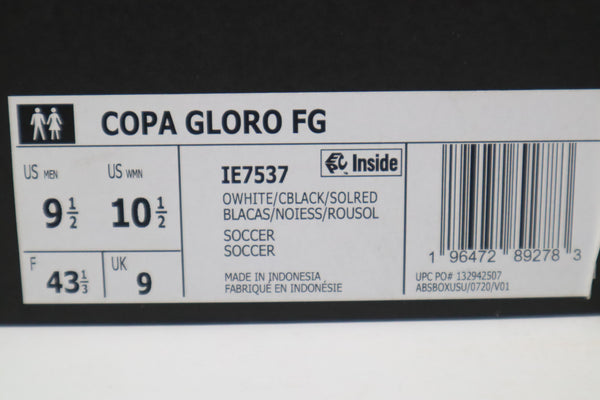 COPA GLORO FG
US MEN
9 1/2
US WMN
10 1/2
F
43 1/3
UK
9
Inside
IE7537
OWHITE/CBLACK/SOLRED
BLACAS/NOIESS/ROUSOL
SOCCER
SOCCER
MADE IN INDONESIA
FABRIQUÉ EN INDONÉSIE
1 96472 89278 3
UPC PO# 132942507
ABSBOXUSU/0720/V01